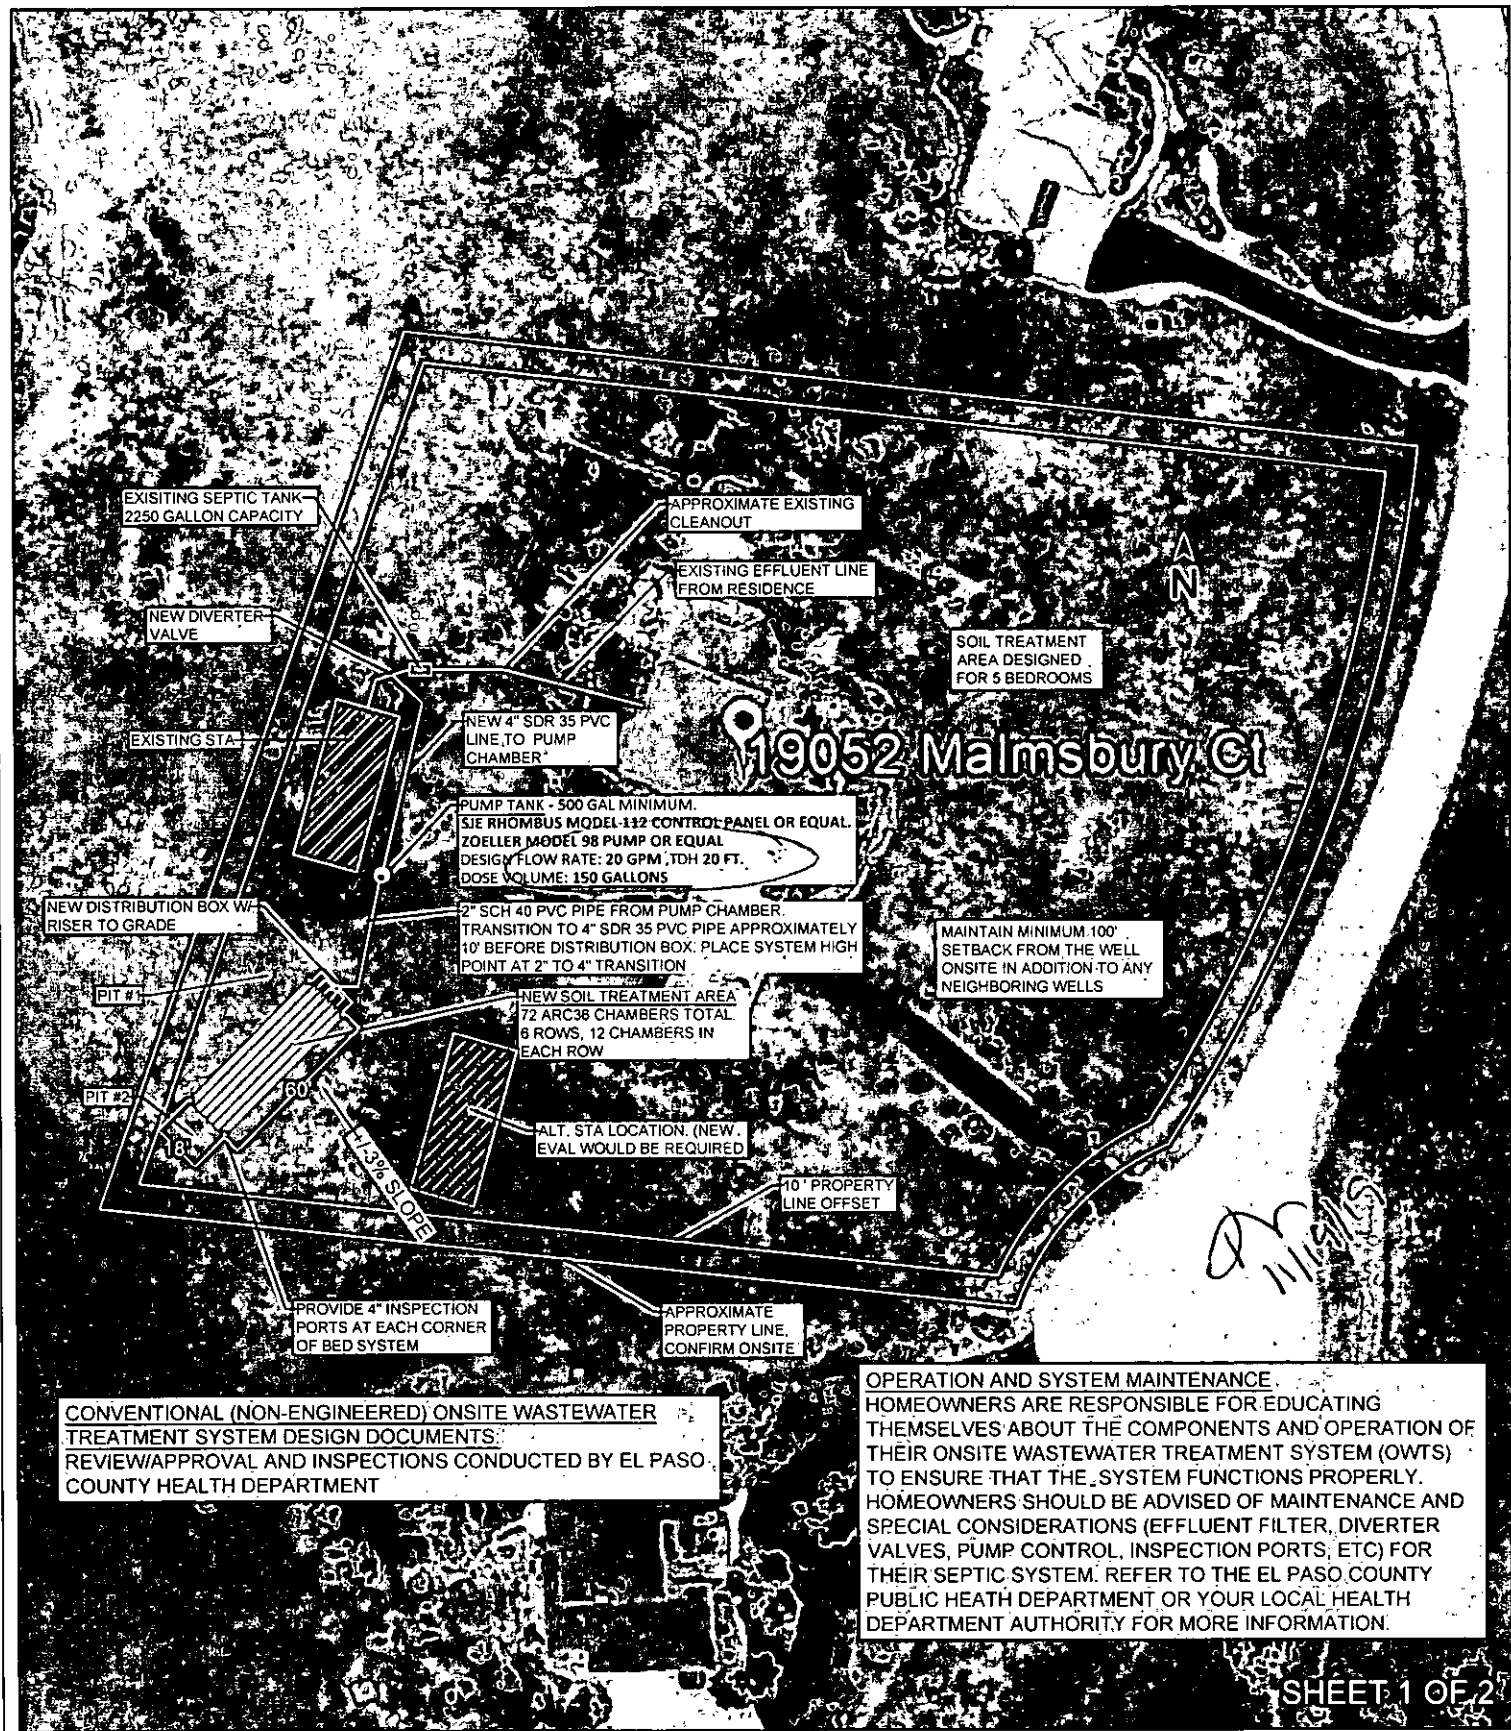 EXISITING SEPTIC TANK
2250 GALLON CAPACITY
APPROXIMATE EXISTING
CLEANOUT
EXISTING EFFLUENT LINE
FROM RESIDENCE
N
NEW DIVERTER
VALVE
SOIL TREATMENT
AREA DESIGNED
FOR 5 BEDROOMS
EXISTING STA
NEW 4" SDR 35 PVC
LINE TO PUMP
CHAMBER
19052 Malmsbury Ct
PUMP TANK - 500 GAL MINIMUM.
SJE RHOMBUS MODEL 112 CONTROL PANEL OR EQUAL.
ZOELLER MODEL 98 PUMP OR EQUAL
DESIGN FLOW RATE: 20 GPM, TDH 20 FT.
DOSE VOLUME: 150 GALLONS
NEW DISTRIBUTION BOX W/
RISER TO GRADE
2" SCH 40 PVC PIPE FROM PUMP CHAMBER.
TRANSITION TO 4" SDR 35 PVC PIPE APPROXIMATELY
10' BEFORE DISTRIBUTION BOX. PLACE SYSTEM HIGH
POINT AT 2" TO 4" TRANSITION
MAINTAIN MINIMUM 100'
SETBACK FROM THE WELL
ONSITE IN ADDITION TO ANY
NEIGHBORING WELLS
PIT #1
NEW SOIL TREATMENT AREA
72 ARC36 CHAMBERS TOTAL.
6 ROWS, 12 CHAMBERS IN
EACH ROW
PIT #2
60
18
ALT. STA LOCATION. (NEW
EVAL WOULD BE REQUIRED
% SLOPE
10' PROPERTY
LINE OFFSET
PROVIDE 4" INSPECTION
PORTS AT EACH CORNER
OF BED SYSTEM
APPROXIMATE
PROPERTY LINE,
CONFIRM ONSITE
CONVENTIONAL (NON-ENGINEERED) ONSITE WASTEWATER
TREATMENT SYSTEM DESIGN DOCUMENTS:
REVIEW/APPROVAL AND INSPECTIONS CONDUCTED BY EL PASO
COUNTY HEALTH DEPARTMENT
OPERATION AND SYSTEM MAINTENANCE
HOMEOWNERS ARE RESPONSIBLE FOR EDUCATING
THEMSELVES ABOUT THE COMPONENTS AND OPERATION OF
THEIR ONSITE WASTEWATER TREATMENT SYSTEM (OWTS)
TO ENSURE THAT THE SYSTEM FUNCTIONS PROPERLY.
HOMEOWNERS SHOULD BE ADVISED OF MAINTENANCE AND
SPECIAL CONSIDERATIONS (EFFLUENT FILTER, DIVERTER
VALVES, PUMP CONTROL, INSPECTION PORTS, ETC) FOR
THEIR SEPTIC SYSTEM. REFER TO THE EL PASO COUNTY
PUBLIC HEATH DEPARTMENT OR YOUR LOCAL HEALTH
DEPARTMENT AUTHORITY FOR MORE INFORMATION.
SHEET 1 OF 2